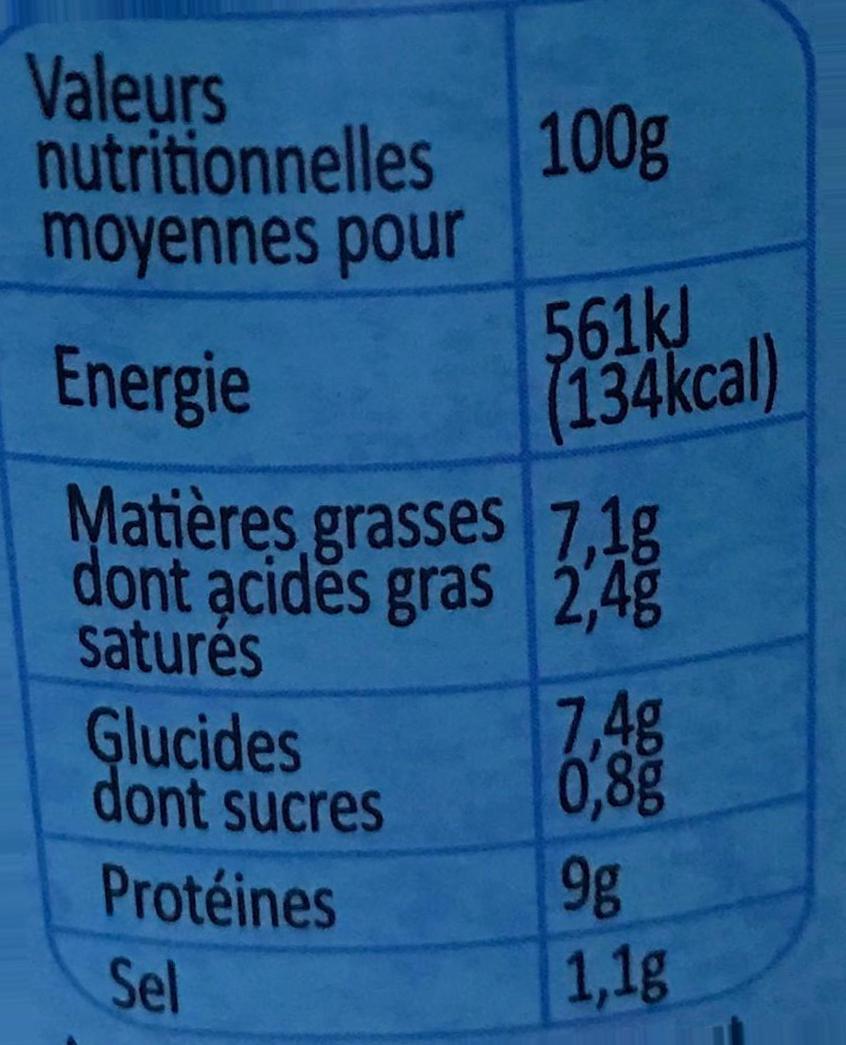 Valeurs
nutritionnelles
moyennes pour
100g
Energie
561kJ
(134kcal)
Matières grasses 7,1g
dont acides gras 2,4g
saturés
Glucides 7,4g
dont sucres 0,8g
Protéines 9g
Sel 1,1g